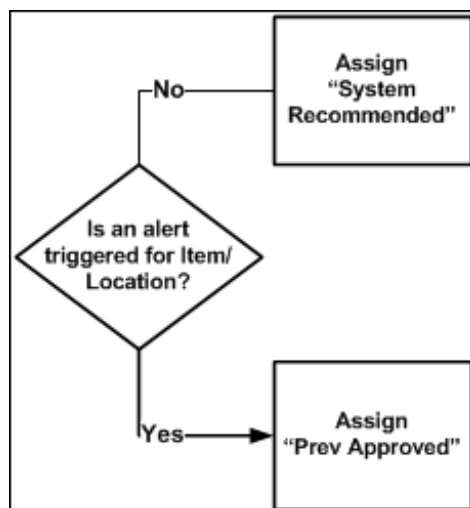 Assign
“System
Recommended”
No
Is an alert
triggered for Item/
Location?
Yes
Assign
“Prev Approved”